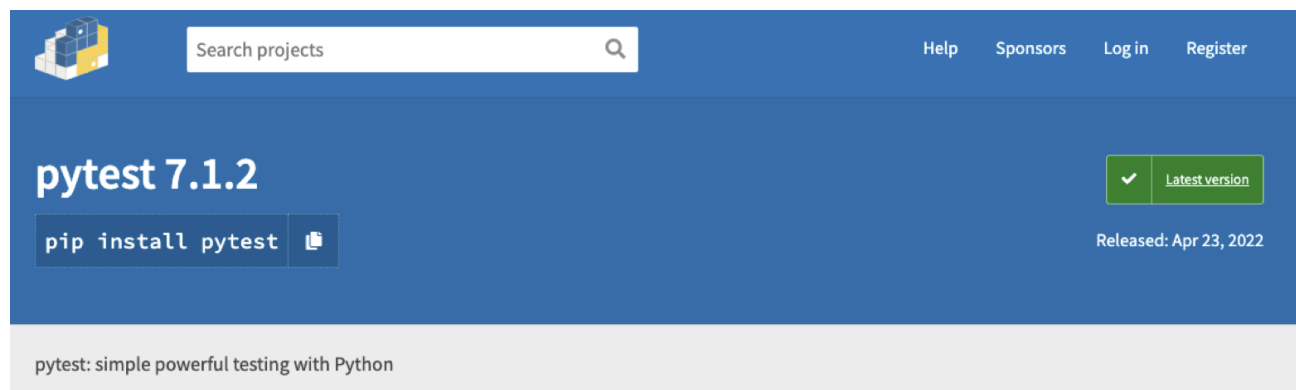 Search projects
Help Sponsors Log in Register
pytest 7.1.2
Latest version
pip install pytest
Released: Apr 23, 2022
pytest: simple powerful testing with Python